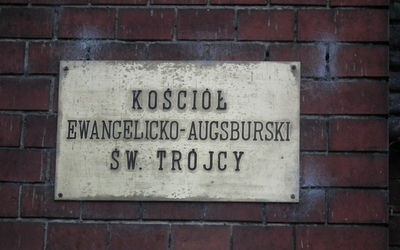 KOŚCIÓŁ
EWANGELICKO-AUGSBURSKI
ŚW. TRÓJCY